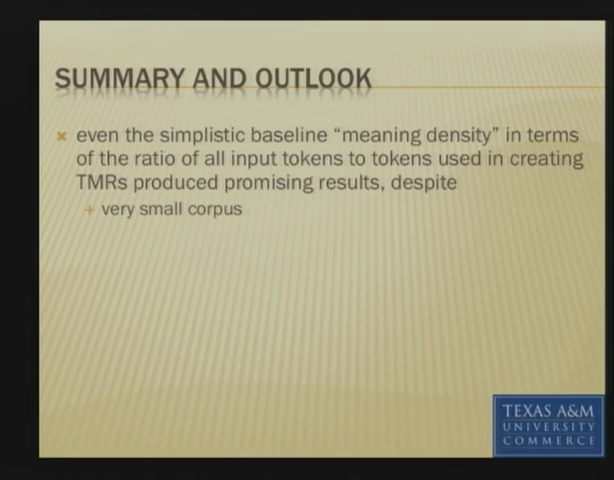 SUMMARY AND OUTLOOK
even the simplistic baseline “meaning density” in terms
of the ratio of all input tokens to tokens used in creating
TMRs produced promising results, despite
very small corpus
TEXAS A&M
UNIVERSITY
COMMERCE